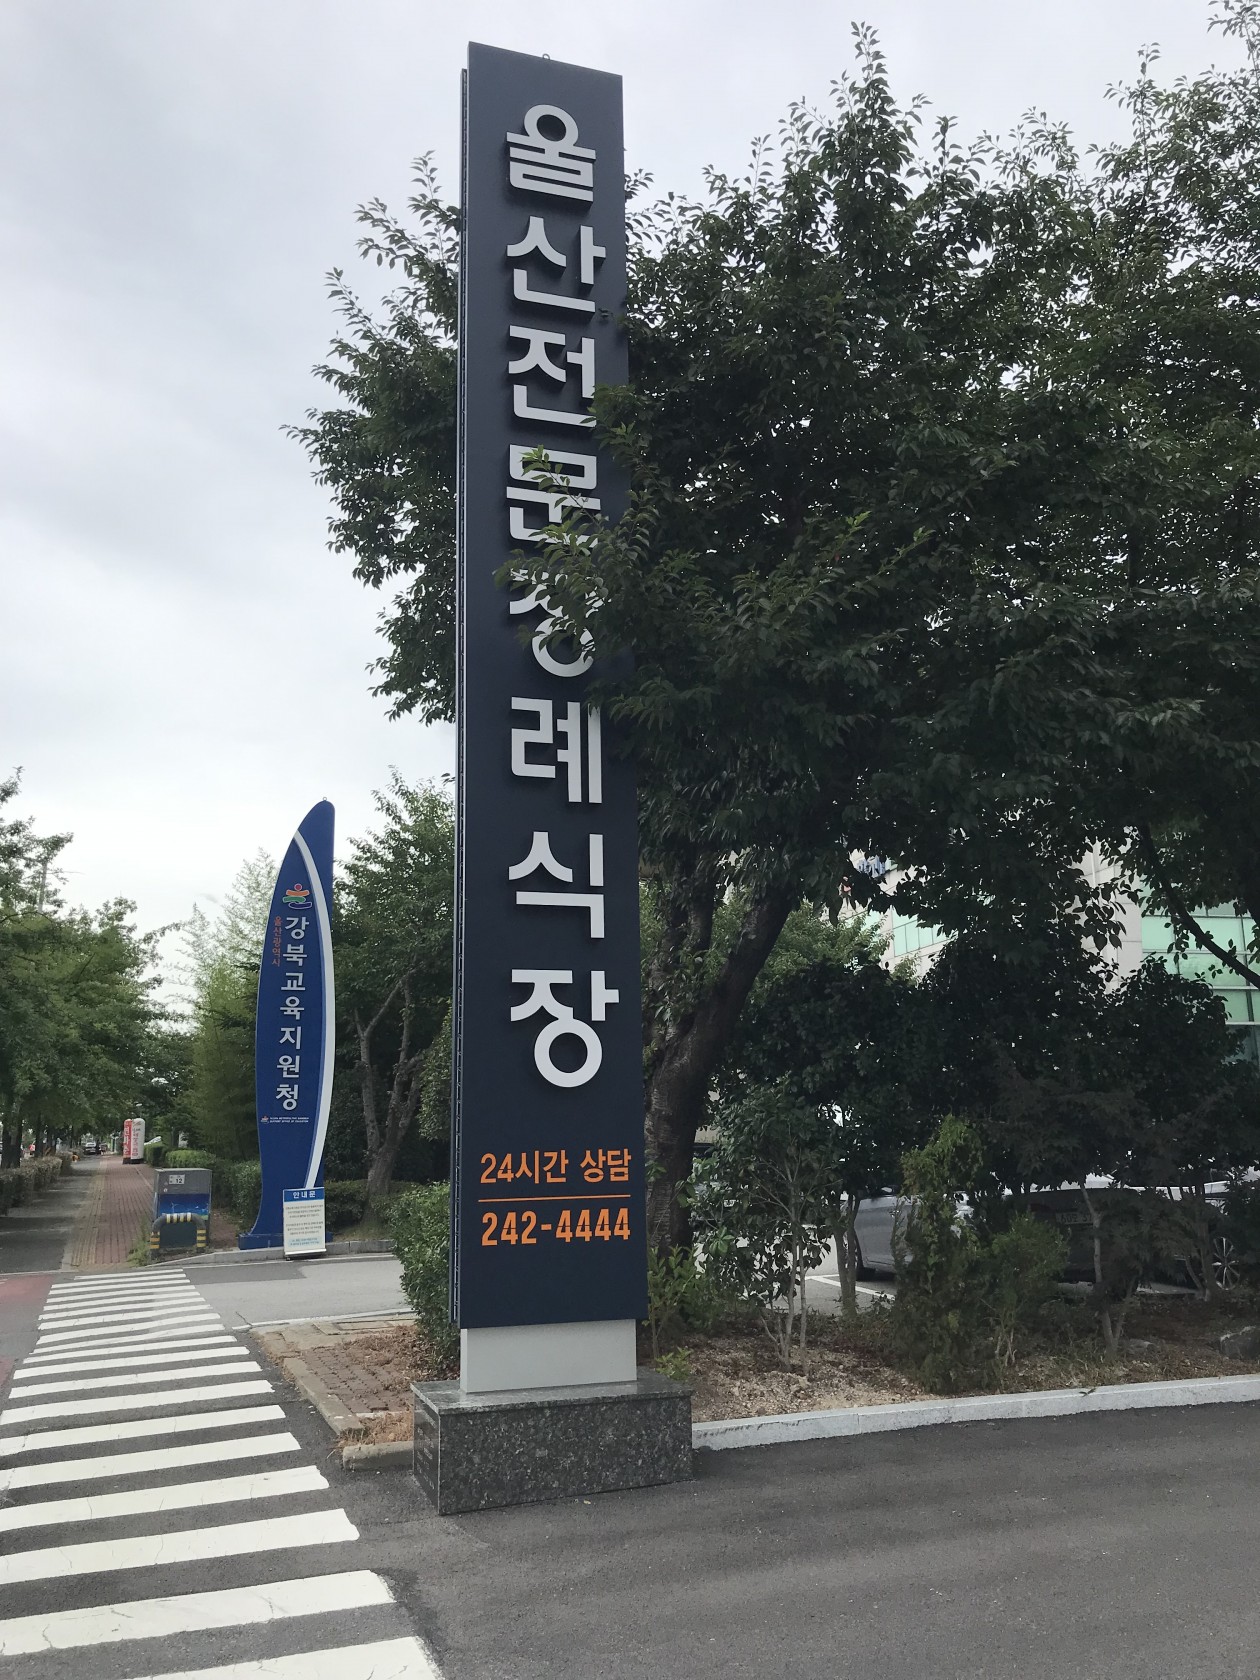 울산전문장례식장
24시간 상담
242-4444
울산광역시
강북교육지원청
안내문